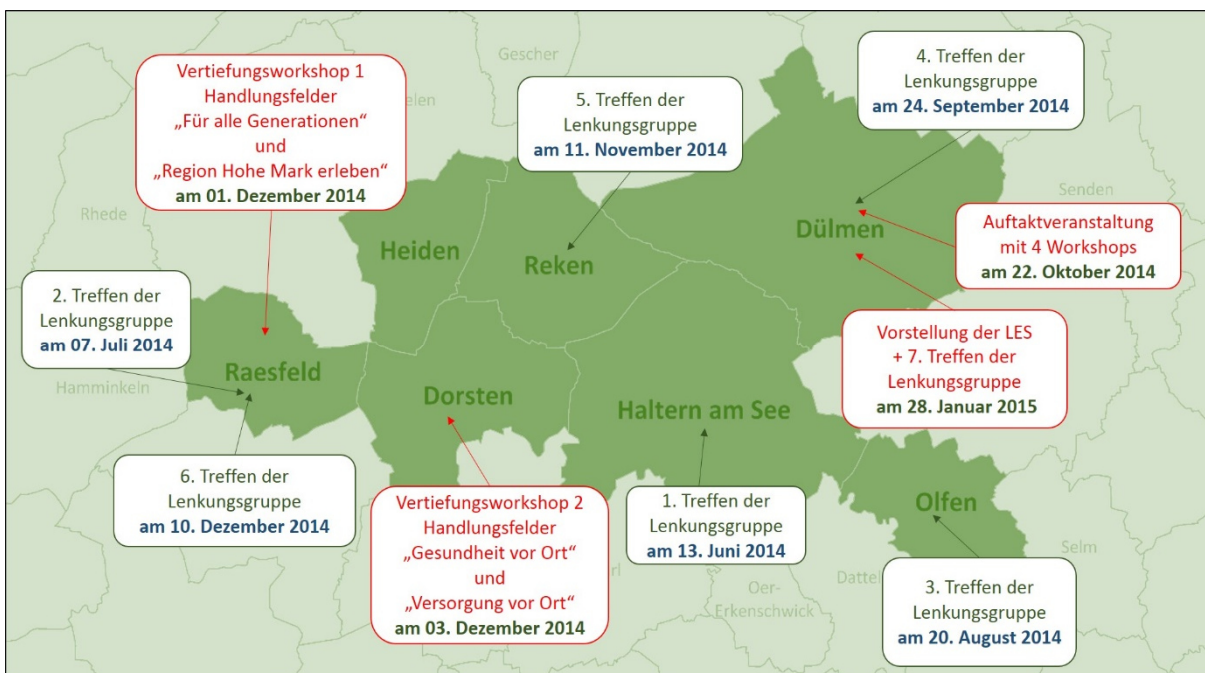 Vertiefungsworkshop 1
Handlungsfelder
„Für alle Generationen“
und
„Region Hohe Mark erleben“
am 01. Dezember 2014
Gescher
elen
5. Treffen der
Lenkungsgruppe
am 11. November 2014
4. Treffen der
Lenkungsgruppe
am 24. September 2014
Rhede
Senden
Heiden
Reken
Dülmen
Auftaktveranstaltung
mit 4 Workshops
am 22. Oktober 2014
2. Treffen der
Lenkungsgruppe
am 07. Juli 2014
Hamminkeln
Raesfeld
Dorsten
Haltern am See
Vorstellung der LES
+ 7. Treffen der
Lenkungsgruppe
am 28. Januar 2015
6. Treffen der
Lenkungsgruppe
am 10. Dezember 2014
Vertiefungsworkshop 2
Handlungsfelder
„Gesundheit vor Ort“
und
„Versorgung vor Ort“
am 03. Dezember 2014
rl
1. Treffen der
Lenkungsgruppe
am 13. Juni 2014
Oer-
Erkenschwick
Olfen
Selm
Dattel
3. Treffen der
Lenkungsgruppe
am 20. August 2014